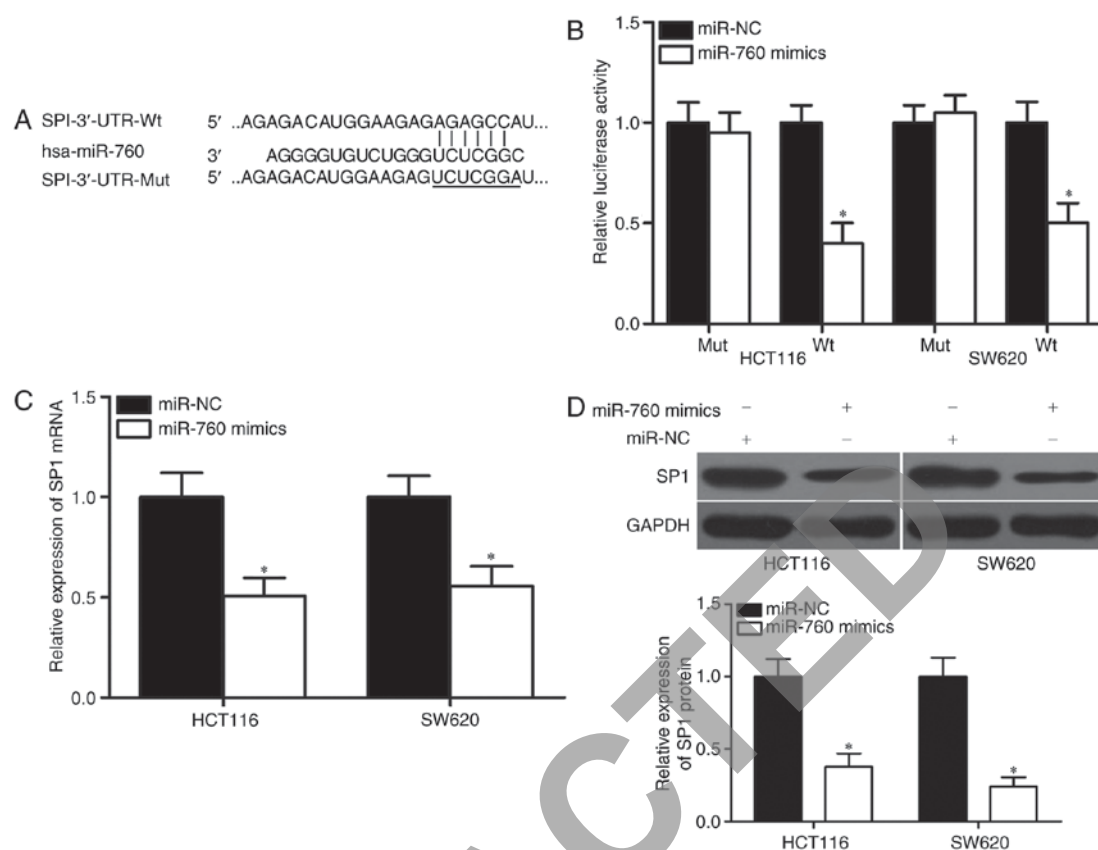 A
SPI-3′-UTR-Wt 5′ ..AGAGACAUGGAAGAGAGAGCCAU...
hsa-miR-760 3′ AGGGGUGUCUGGGUCUCGGC
SPI-3′-UTR-Mut 5′ ..AGAGACAUGGAAGAGUCUCGGAU...
B
miR-NC
miR-760 mimics
Relative luciferase activity
1.5
1.0
0.5
0.0
*
*
Mut Wt Mut Wt
HCT116 SW620
C
miR-NC
miR-760 mimics
Relative expression of SP1 mRNA
1.5
1.0
0.5
0.0
*
*
HCT116 SW620
D
miR-760 mimics – + – +
miR-NC + – + –
SP1
GAPDH
HCT116 SW620
miR-NC
miR-760 mimics
Relative expression
of SP1 protein
1.5
1.0
0.5
0.0
*
*
HCT116 SW620
CTED